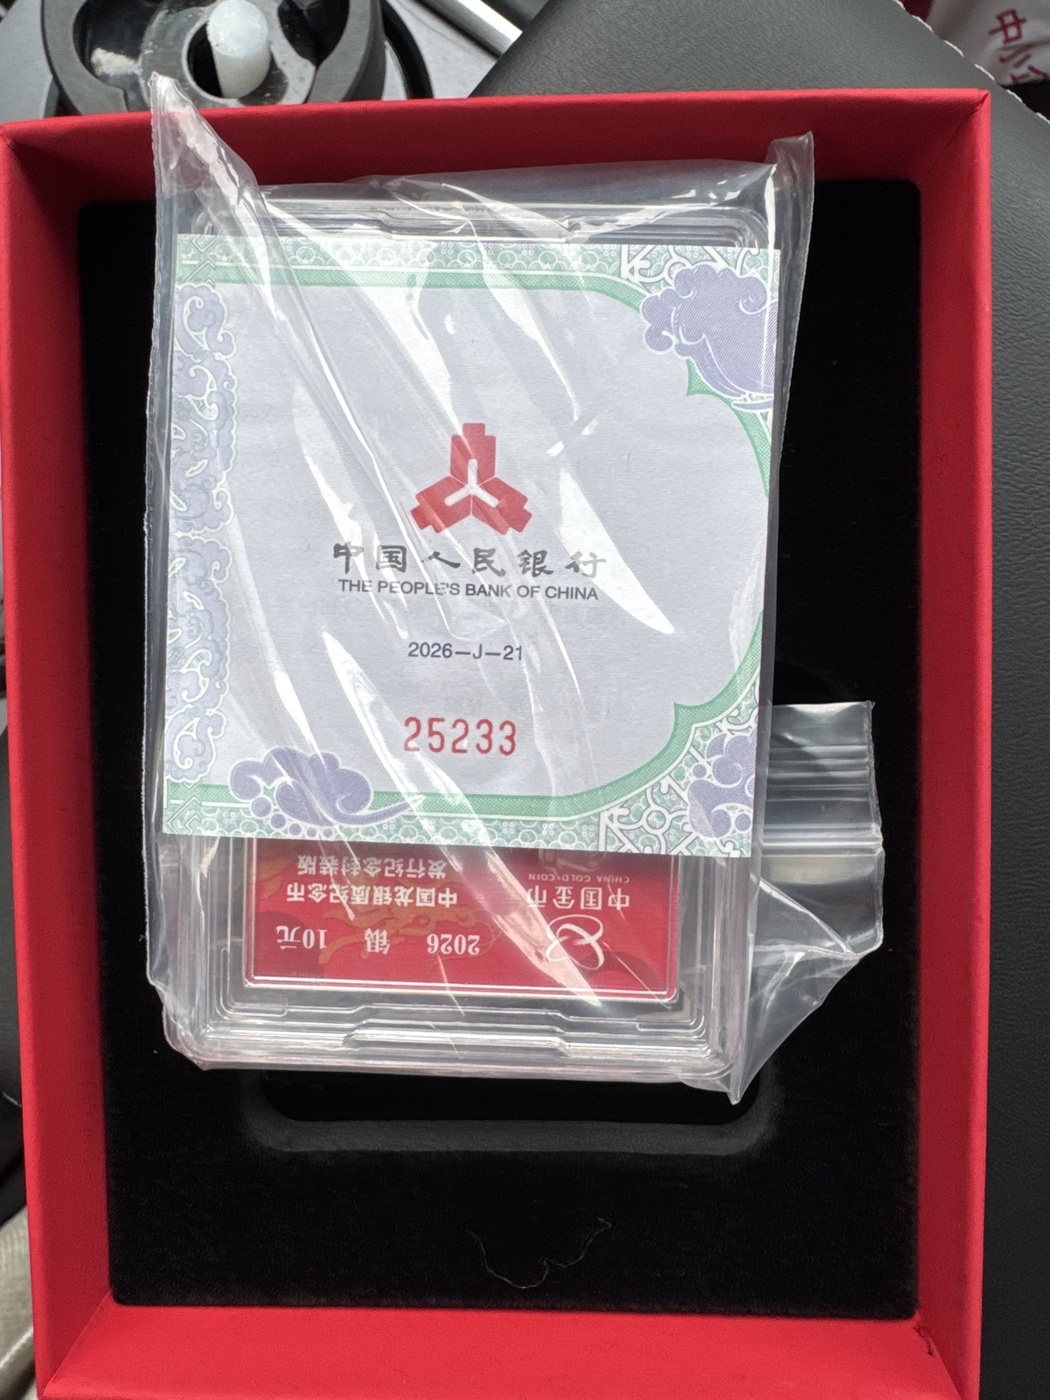 中国人民银行
THE PEOPLE'S BANK OF CHINA
2026—J—21
25233
2026 银 10元
中国金币
CHINA GOLD COIN
中国龙银质纪念币
发行纪念封装版
中